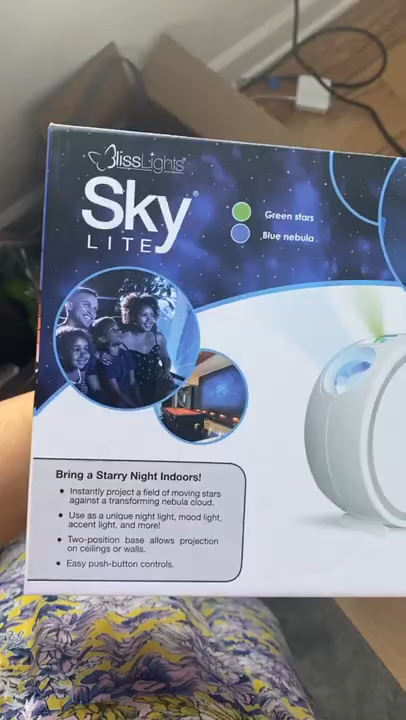 BlissLights®
Sky®
LITE
Green stars
Blue nebula
Bring a Starry Night Indoors!
• Instantly project a field of moving stars
against a transforming nebula cloud.
• Use as a unique night light, mood light,
accent light, and more!
• Two-position base allows projection
on ceilings or walls.
• Easy push-button controls.